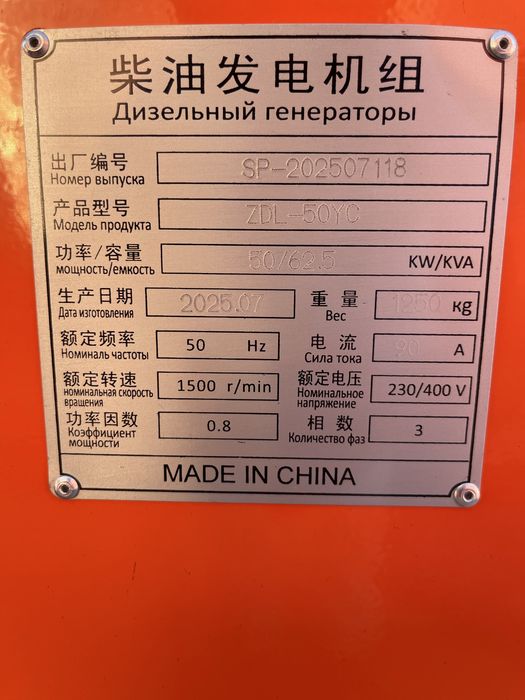 柴油发电机组
Дизельный генераторы
出厂编号 SP-202507118
Номер выпуска
产品型号 ZDL-50YC
Модель продукта
功率/容量 50/62.5 KW/KVA
мощность/емкость
生产日期 2025.07 重量 1250 кg
Дата изготовления Вес
额定频率 50 Hz 电流 90 A
Номиналь частоты Сила тока
额定转速 1500 r/min 额定电压 230/400 V
номинальная скорость вращения Номинальное напряжение
功率因数 0.8 相数 3
Коэффициент мощности Количество фаз
MADE IN CHINA